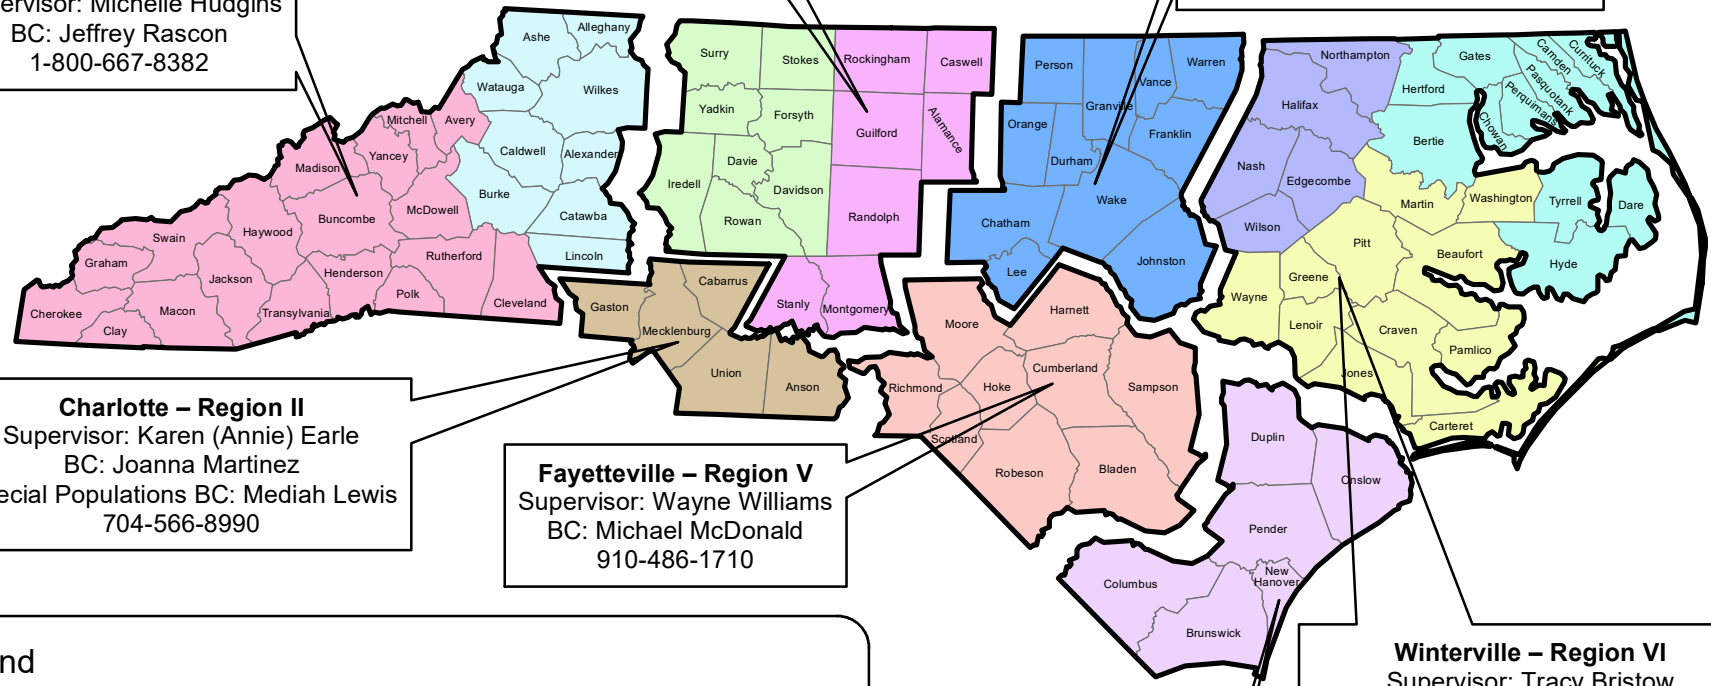 ervisor: Michelle Hudgins
BC: Jeffrey Rascon
1-800-667-8382
Ashe
Alleghany
Watauga
Wilkes
Mitchell
Avery
Yancey
Madison
Caldwell
Alexander
Burke
Catawba
Lincoln
McDowell
Buncombe
Haywood
Swain
Graham
Jackson
Henderson
Rutherford
Polk
Cleveland
Cherokee
Clay
Macon
Transylvania
Surry
Stokes
Rockingham
Caswell
Yadkin
Forsyth
Guilford
Alamance
Davie
Iredell
Davidson
Rowan
Randolph
Stanly
Montgomery
Gaston
Cabarrus
Mecklenburg
Union
Anson
Person
Granville
Vance
Warren
Orange
Durham
Franklin
Wake
Chatham
Lee
Johnston
Northampton
Halifax
Nash
Edgecombe
Wilson
Gates
Hertford
Bertie
Camden
Currituck
Pasquotank
Perquimans
Chowan
Martin
Washington
Tyrrell
Dare
Hyde
Pitt
Beaufort
Greene
Wayne
Lenoir
Craven
Pamlico
Jones
Carteret
Moore
Harnett
Richmond
Hoke
Cumberland
Sampson
Scotland
Robeson
Bladen
Duplin
Onslow
Pender
New
Hanover
Columbus
Brunswick
Charlotte – Region II
Supervisor: Karen (Annie) Earle
BC: Joanna Martinez
ecial Populations BC: Mediah Lewis
704-566-8990
Fayetteville – Region V
Supervisor: Wayne Williams
BC: Michael McDonald
910-486-1710
nd
Winterville – Region VI
Supervisor: Tracy Bristow